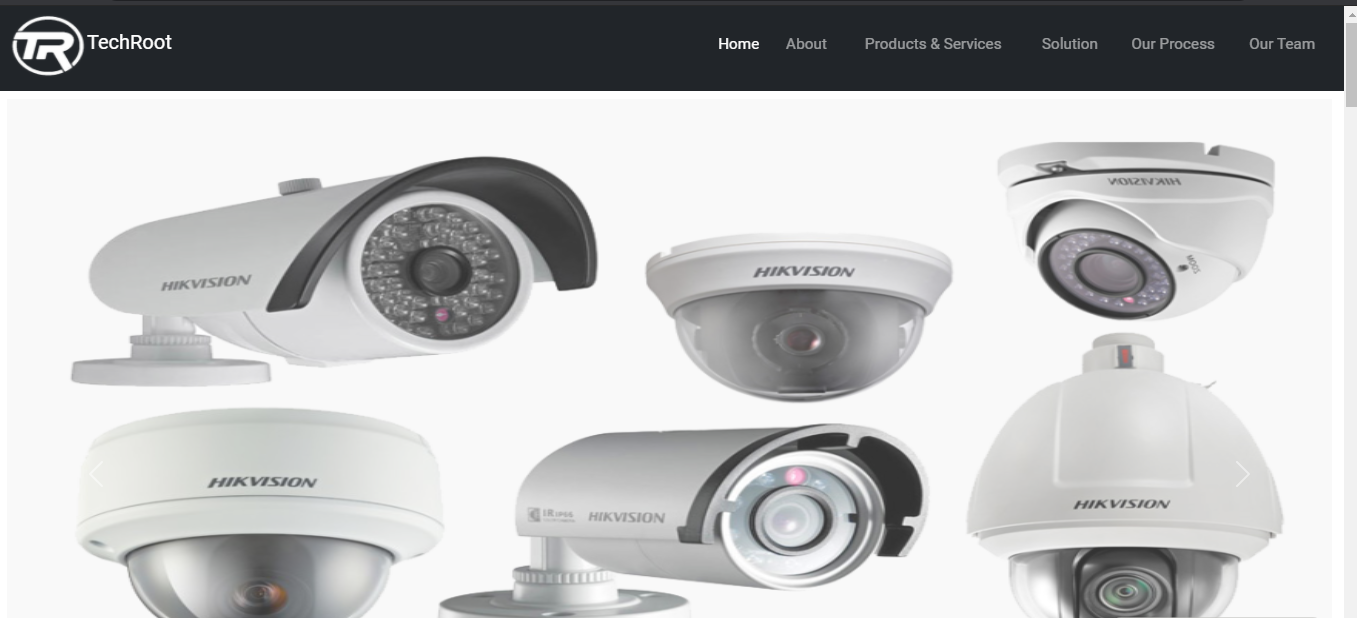 TR TechRoot Home About Products & Services Solution Our Process Our Team
HIKVISION
HIKVISION
HIKVISION
ZOOM
HIKVISION
IR IP66 HIKVISION
HIKVISION